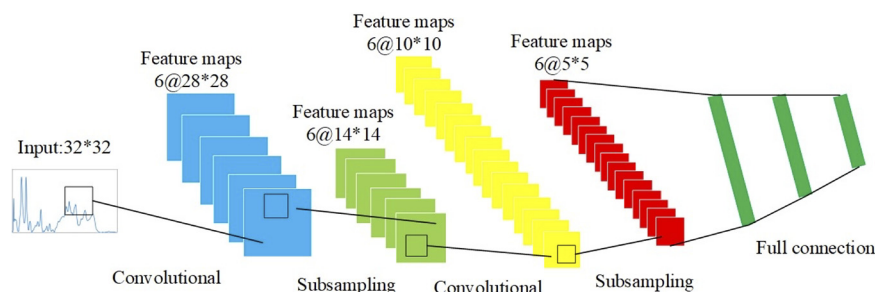 Input:32*32
Feature maps
6@28*28
Feature maps
6@14*14
Feature maps
6@10*10
Feature maps
6@5*5
Convolutional
Subsampling
Convolutional
Subsampling
Full connection